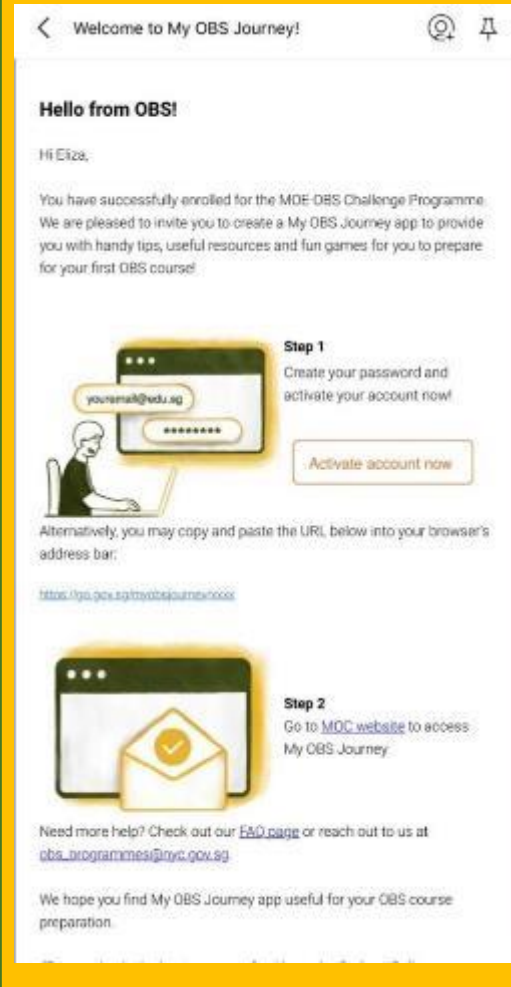 Welcome to My OBS Journey!
Hello from OBS!
Hi Eliza,
You have successfully enrolled for the MOE-OBS Challenge Programme.
We are pleased to invite you to create a My OBS Journey app to provide
you with handy tips, useful resources and fun games for you to prepare
for your first OBS course!
Step 1
Create your password and
activate your account now!
youremail@edu.sg
********
Activate account now
Alternatively, you may copy and paste the URL below into your browser's
address bar:
https://go.gov.sg/myobsjourneyxxxx
Step 2
Go to MOC website to access
My OBS Journey
Need more help? Check out our FAQ page or reach out to us at
obs_programmes@nyc.gov.sg
We hope you find My OBS Journey app useful for your OBS course
preparation.